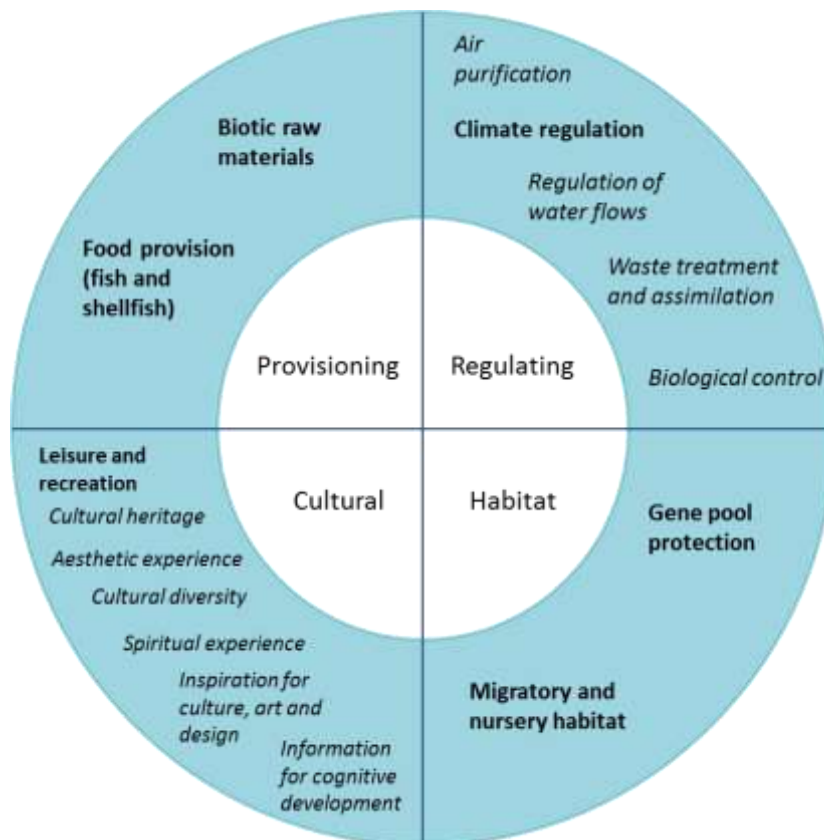 Biotic raw
materials
Food provision
(fish and
shellfish)
Provisioning
Air
purification
Climate regulation
Regulation of
water flows
Waste treatment
and assimilation
Biological control
Regulating
Leisure and
recreation
Cultural heritage
Aesthetic experience
Cultural diversity
Spiritual experience
Inspiration for
culture, art and
design
Information
for cognitive
development
Cultural
Habitat
Gene pool
protection
Migratory and
nursery habitat